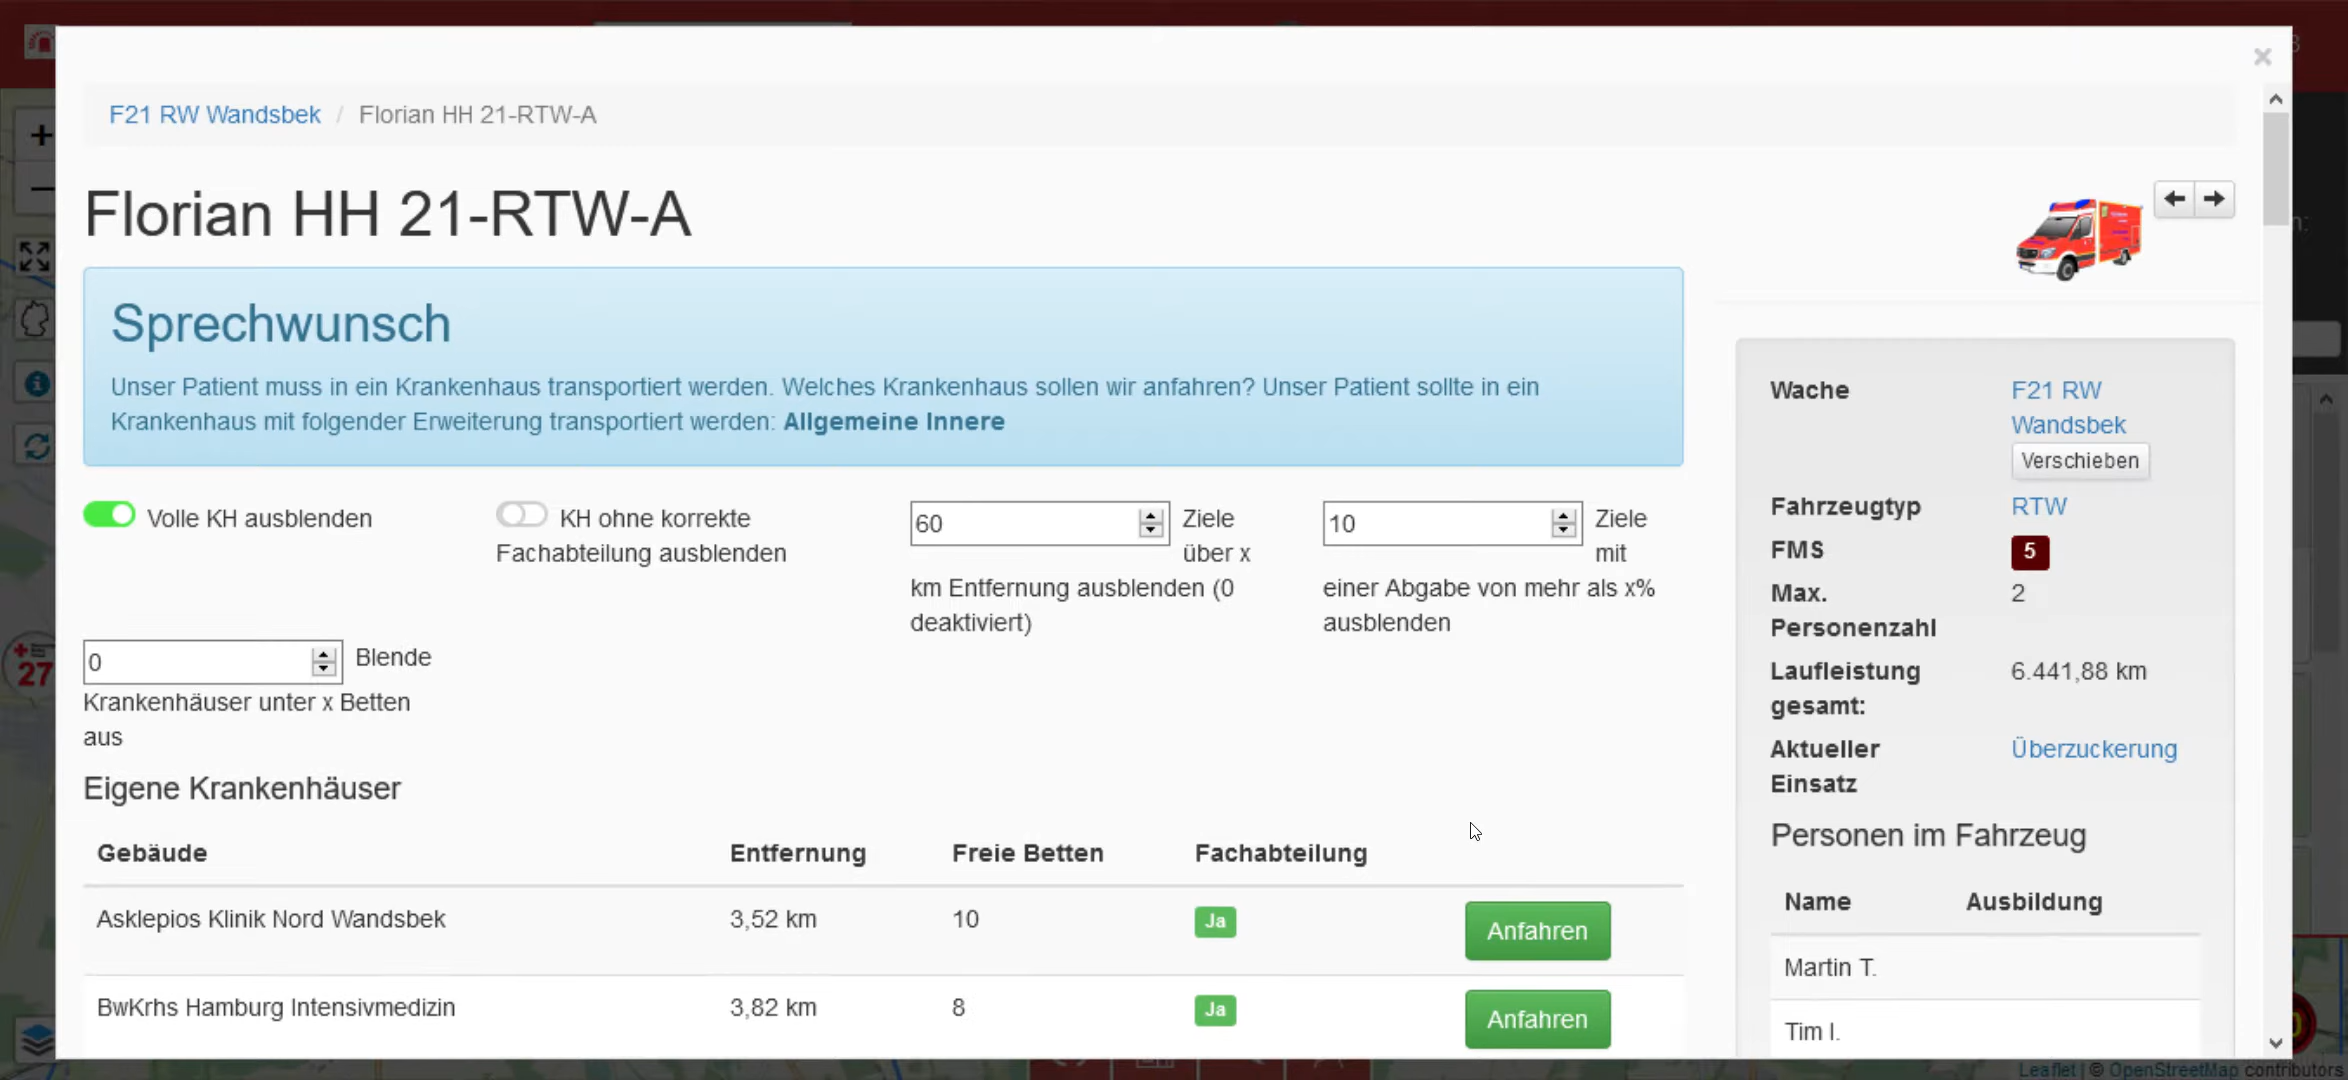 F21 RW Wandsbek / Florian HH 21-RTW-A
Florian HH 21-RTW-A
Sprechwunsch
Unser Patient muss in ein Krankenhaus transportiert werden. Welches Krankenhaus sollen wir anfahren? Unser Patient sollte in ein
Krankenhaus mit folgender Erweiterung transportiert werden: Allgemeine Innere
Volle KH ausblenden
KH ohne korrekte
Fachabteilung ausblenden
60 Ziele
über x
km Entfernung ausblenden (0
deaktiviert)
10 Ziele
mit
einer Abgabe von mehr als x%
ausblenden
0 Blende
Krankenhäuser unter x Betten
aus
Eigene Krankenhäuser
Gebäude Entfernung Freie Betten Fachabteilung
Asklepios Klinik Nord Wandsbek 3,52 km 10 Ja Anfahren
BwKrhs Hamburg Intensivmedizin 3,82 km 8 Ja Anfahren
Wache F21 RW
Wandsbek
Verschieben
Fahrzeugtyp RTW
FMS 5
Max. 2
Personenzahl
Laufleistung 6.441,88 km
gesamt:
Aktueller Überzuckerung
Einsatz
Personen im Fahrzeug
Name Ausbildung
Martin T.
Tim I.
27
Leaflet | © OpenStreetMap contributors